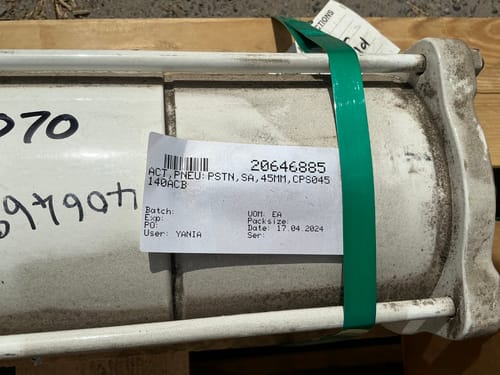 20646885
ACT,PNEU:PSTN,SA,45MM,CPS045
140ACB
Batch:
Exp:
PO:
User: YANIA
UOM: EA
Packsize:
Date: 17.04.2024
Ser:
070